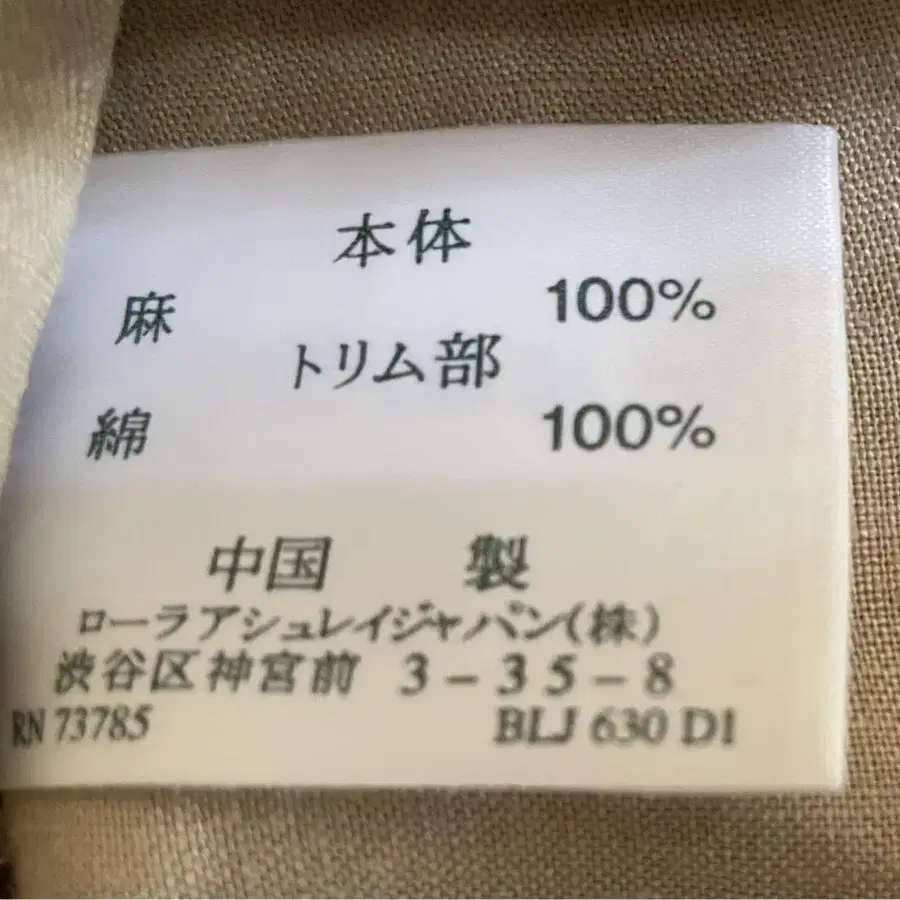 本体
麻 100%
トリム部
綿 100%
中国 製
ローラアシュレイジャパン(株)
渋谷区神宮前 3-35-8
RN 73785 BLJ 630 D1